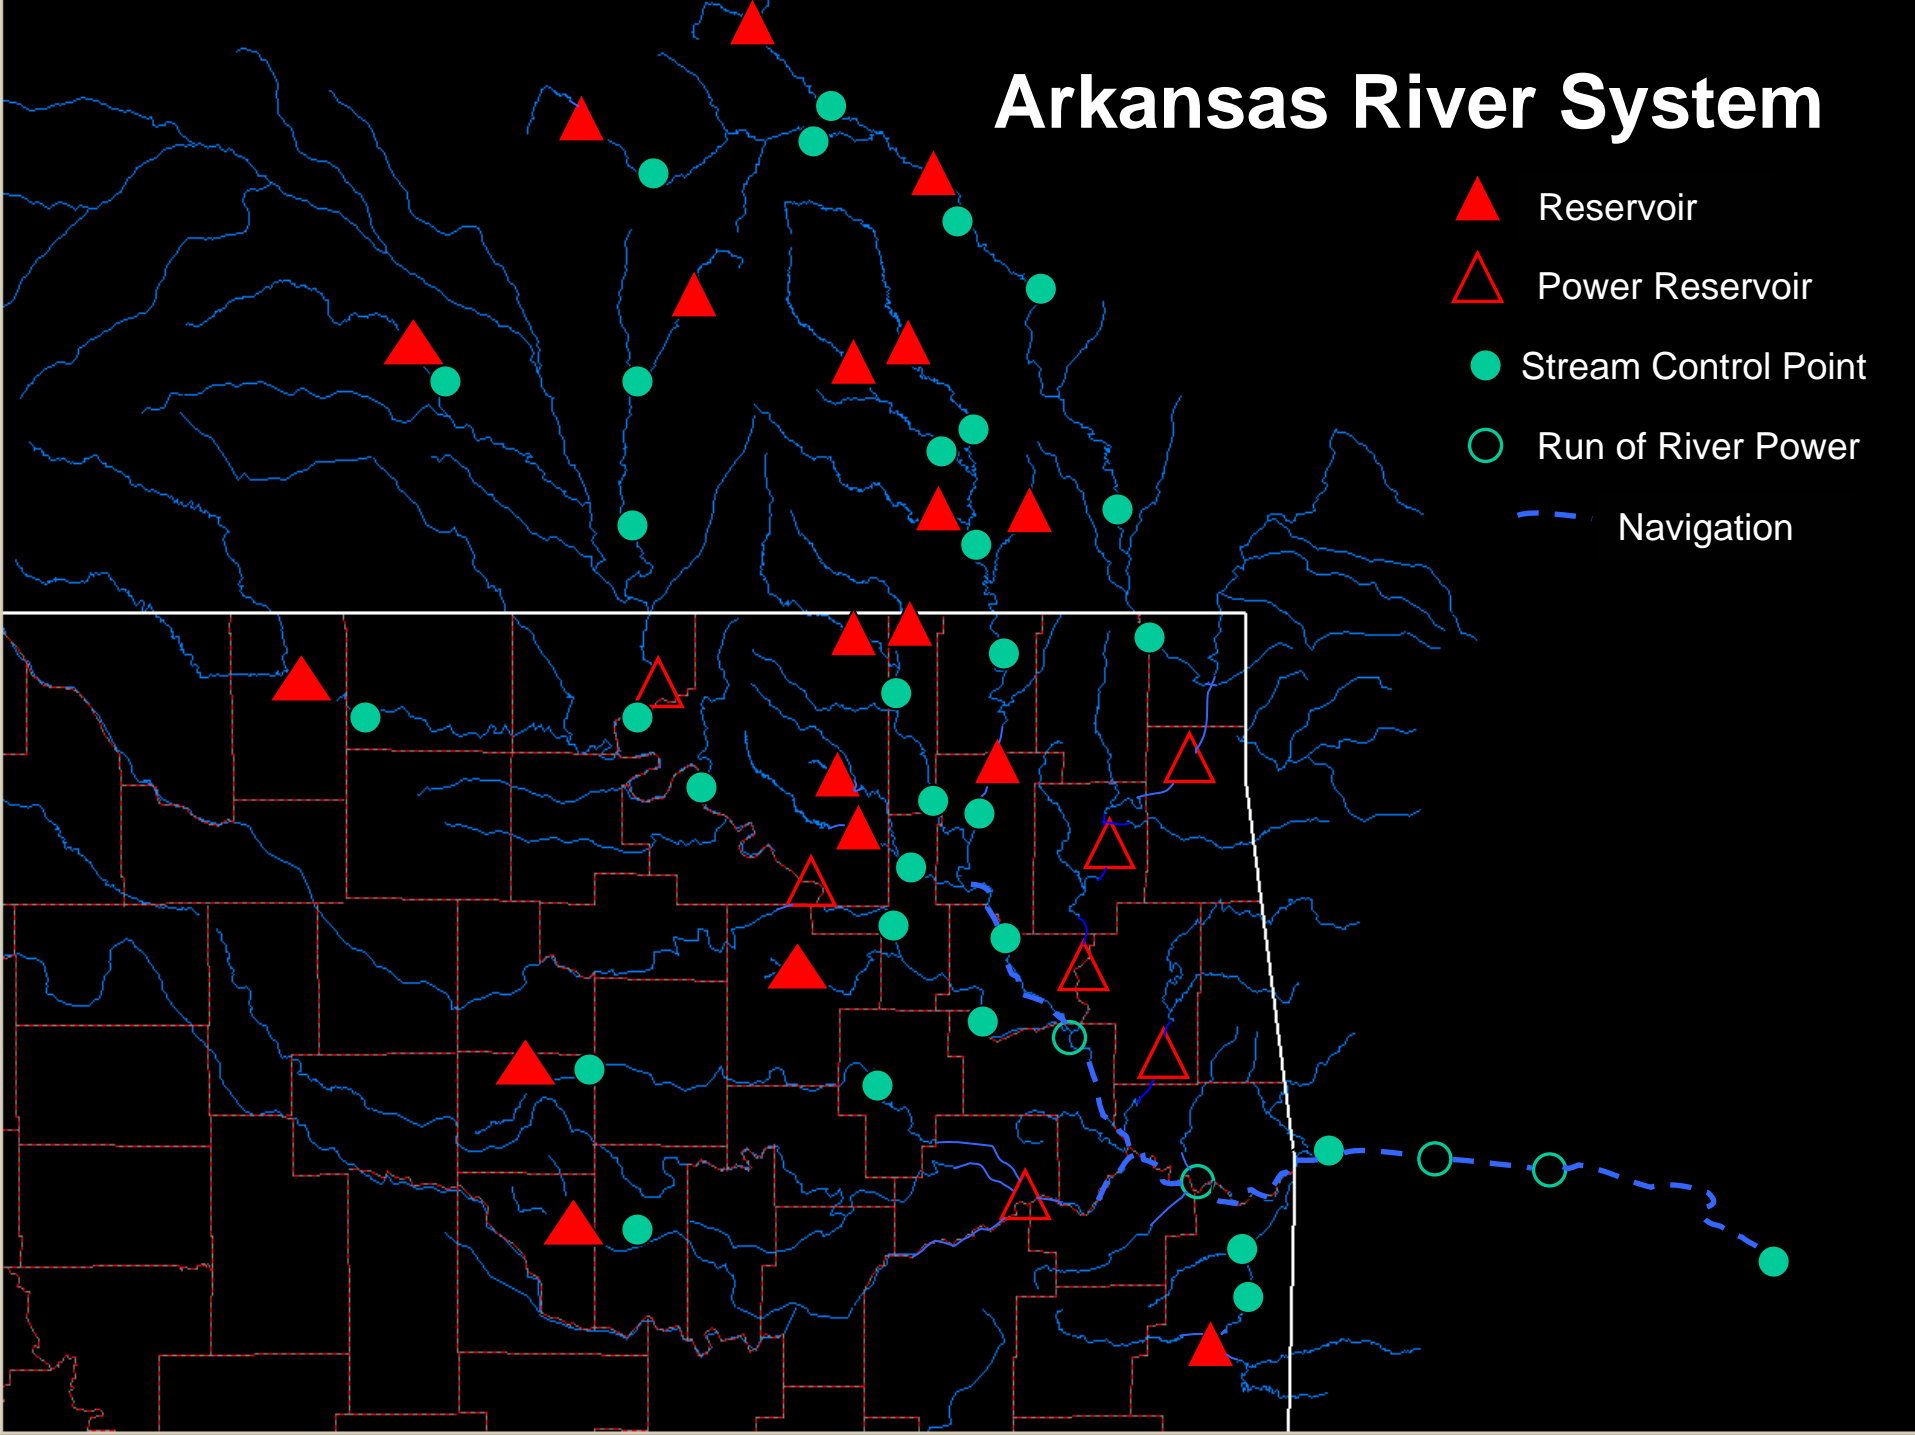 Arkansas River System
Reservoir
Power Reservoir
Stream Control Point
Run of River Power
Navigation